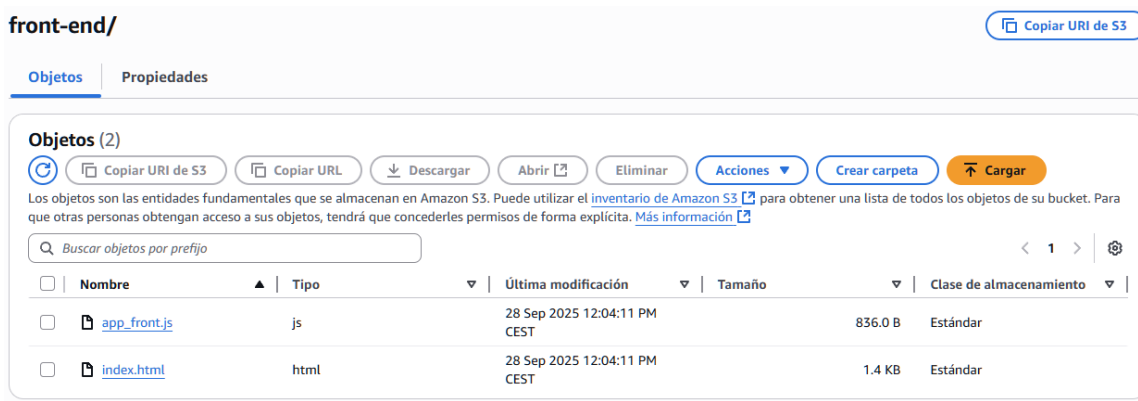 front-end/
Copiar URI de S3
Objetos
Propiedades
Objetos (2)
Copiar URI de S3
Copiar URL
Descargar
Abrir
Eliminar
Acciones
Crear carpeta
Cargar
Los objetos son las entidades fundamentales que se almacenan en Amazon S3. Puede utilizar el inventario de Amazon S3 para obtener una lista de todos los objetos de su bucket. Para
que otras personas obtengan acceso a sus objetos, tendrá que concederles permisos de forma explícita. Más información
Buscar objetos por prefijo
1
Nombre
Tipo
Última modificación
Tamaño
Clase de almacenamiento
app_front.js
js
28 Sep 2025 12:04:11 PM
CEST
836.0 B
Estándar
index.html
html
28 Sep 2025 12:04:11 PM
CEST
1.4 KB
Estándar